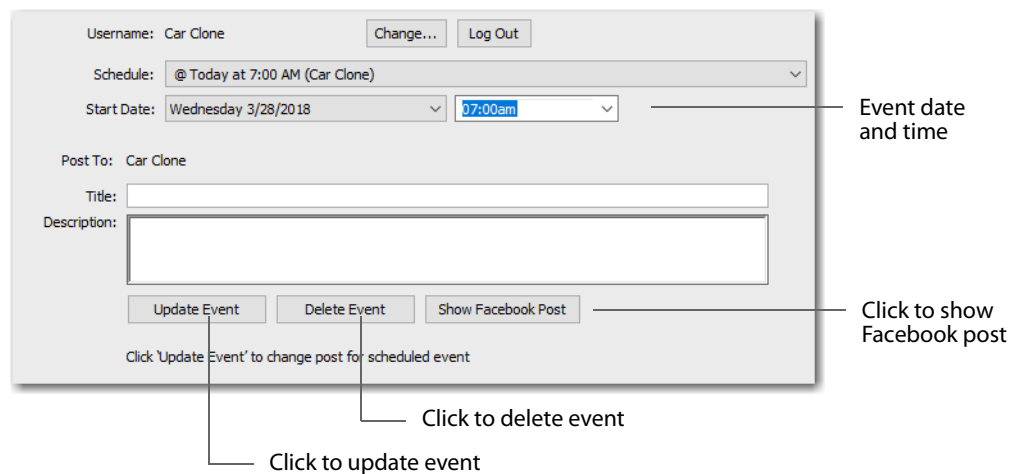 Username: Car Clone Change... Log Out
Schedule: @ Today at 7:00 AM (Car Clone)
Start Date: Wednesday 3/28/2018 07:00am
Event date
and time
Post To: Car Clone
Title:
Description:
Update Event Delete Event Show Facebook Post
Click to show
Facebook post
Click 'Update Event' to change post for scheduled event
Click to delete event
Click to update event